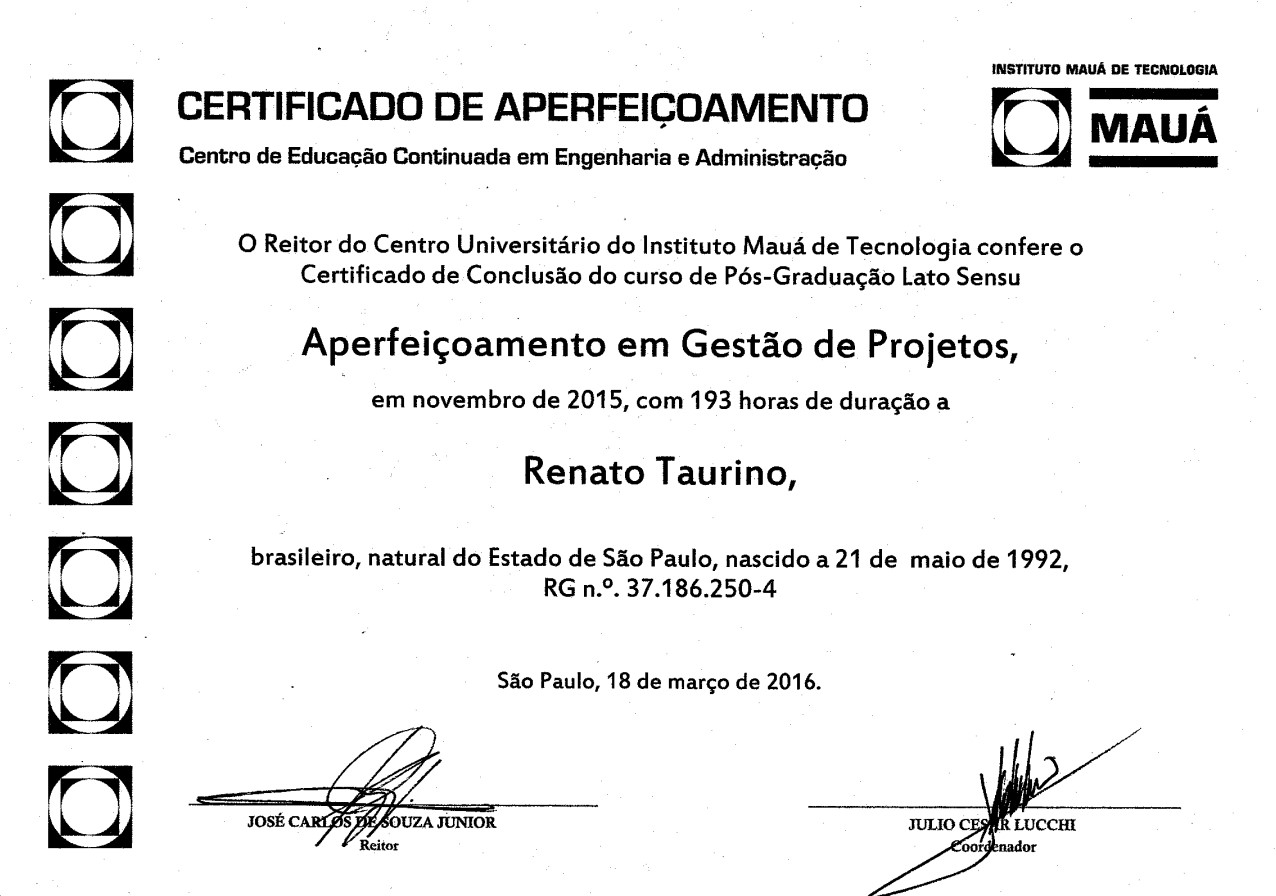 INSTITUTO MAUÁ DE TECNOLOGIA
CERTIFICADO DE APERFEIÇOAMENTO
MAUÁ
Centro de Educação Continuada em Engenharia e Administração
O Reitor do Centro Universitário do Instituto Mauá de Tecnologia confere o
Certificado de Conclusão do curso de Pós-Graduação Lato Sensu
Aperfeiçoamento em Gestão de Projetos,
em novembro de 2015, com 193 horas de duração a
Renato Taurino,
brasileiro, natural do Estado de São Paulo, nascido a 21 de maio de 1992,
RG n.º. 37.186.250-4
São Paulo, 18 de março de 2016.
JOSÉ CARLOS DE SOUZA JUNIOR
Reitor
JULIO CESAR LUCCHI
Coordenador